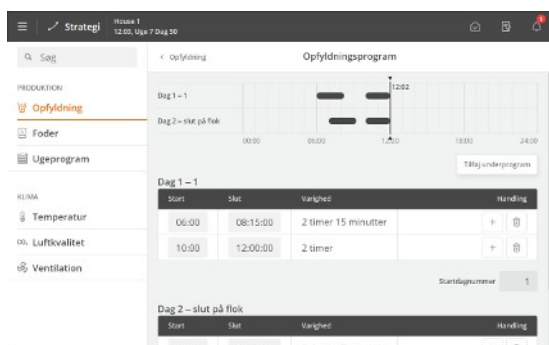 Strategi
House 1
12:03, Uge 7 Dag 50
Søg
PRODUKTION
Opfyldning
Foder
Ugeprogram
KLIMA
Temperatur
CO₂ Luftkvalitet
Ventilation
< Opfyldning
Opfyldningsprogram
12:02
Dag 1 – 1
Dag 2 – slut på flok
00:00 06:00 12:00 18:00 24:00
Tilføj underprogram
Dag 1 – 1
Start Slut Varighed Handling
06:00 08:15:00 2 timer 15 minutter +
10:00 12:00:00 2 timer +
Startdagnummer 1
Dag 2 – slut på flok
Start Slut Varighed Handling